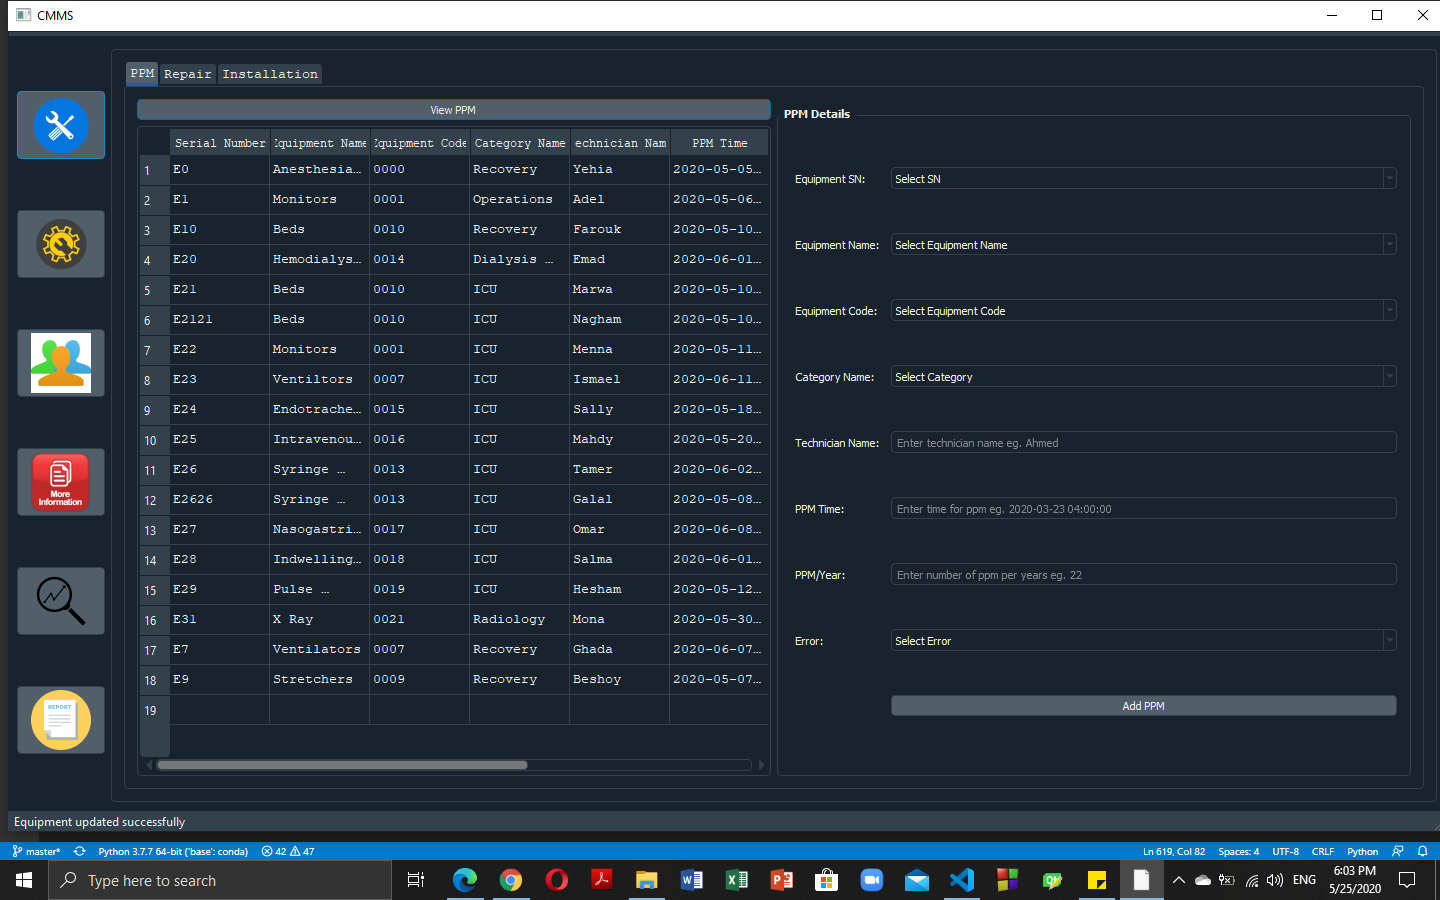 CMMS
PPM Repair Installation
View PPM
PPM Details
Serial Number Equipment Name Equipment Code Category Name echnician Nam PPM Time
1 E0 Anesthesia… 0000 Recovery Yehia 2020-05-05…
2 E1 Monitors 0001 Operations Adel 2020-05-06…
3 E10 Beds 0010 Recovery Farouk 2020-05-10…
4 E20 Hemodialys… 0014 Dialysis … Emad 2020-06-01…
5 E21 Beds 0010 ICU Marwa 2020-05-10…
6 E2121 Beds 0010 ICU Nagham 2020-05-10…
7 E22 Monitors 0001 ICU Menna 2020-05-11…
8 E23 Ventiltors 0007 ICU Ismael 2020-06-11…
9 E24 Endotrache… 0015 ICU Sally 2020-05-18…
10 E25 Intravenou… 0016 ICU Mahdy 2020-05-20…
11 E26 Syringe … 0013 ICU Tamer 2020-06-02…
12 E2626 Syringe … 0013 ICU Galal 2020-05-08…
13 E27 Nasogastri… 0017 ICU Omar 2020-06-08…
14 E28 Indwelling… 0018 ICU Salma 2020-06-01…
15 E29 Pulse … 0019 ICU Hesham 2020-05-12…
16 E31 X Ray 0021 Radiology Mona 2020-05-30…
17 E7 Ventilators 0007 Recovery Ghada 2020-06-07…
18 E9 Stretchers 0009 Recovery Beshoy 2020-05-07…
19
Equipment SN: Select SN
Equipment Name: Select Equipment Name
Equipment Code: Select Equipment Code
Category Name: Select Category
Technician Name: Enter technician name eg. Ahmed
PPM Time: Enter time for ppm eg. 2020-03-23 04:00:00
PPM/Year: Enter number of ppm per years eg. 22
Error: Select Error
Add PPM
More
Information
REPORT
Equipment updated successfully
master* Python 3.7.7 64-bit ('base': conda) 42 47 Ln 619, Col 82 Spaces: 4 UTF-8 CRLF Python
Type here to search
ENG
6:03 PM
5/25/2020